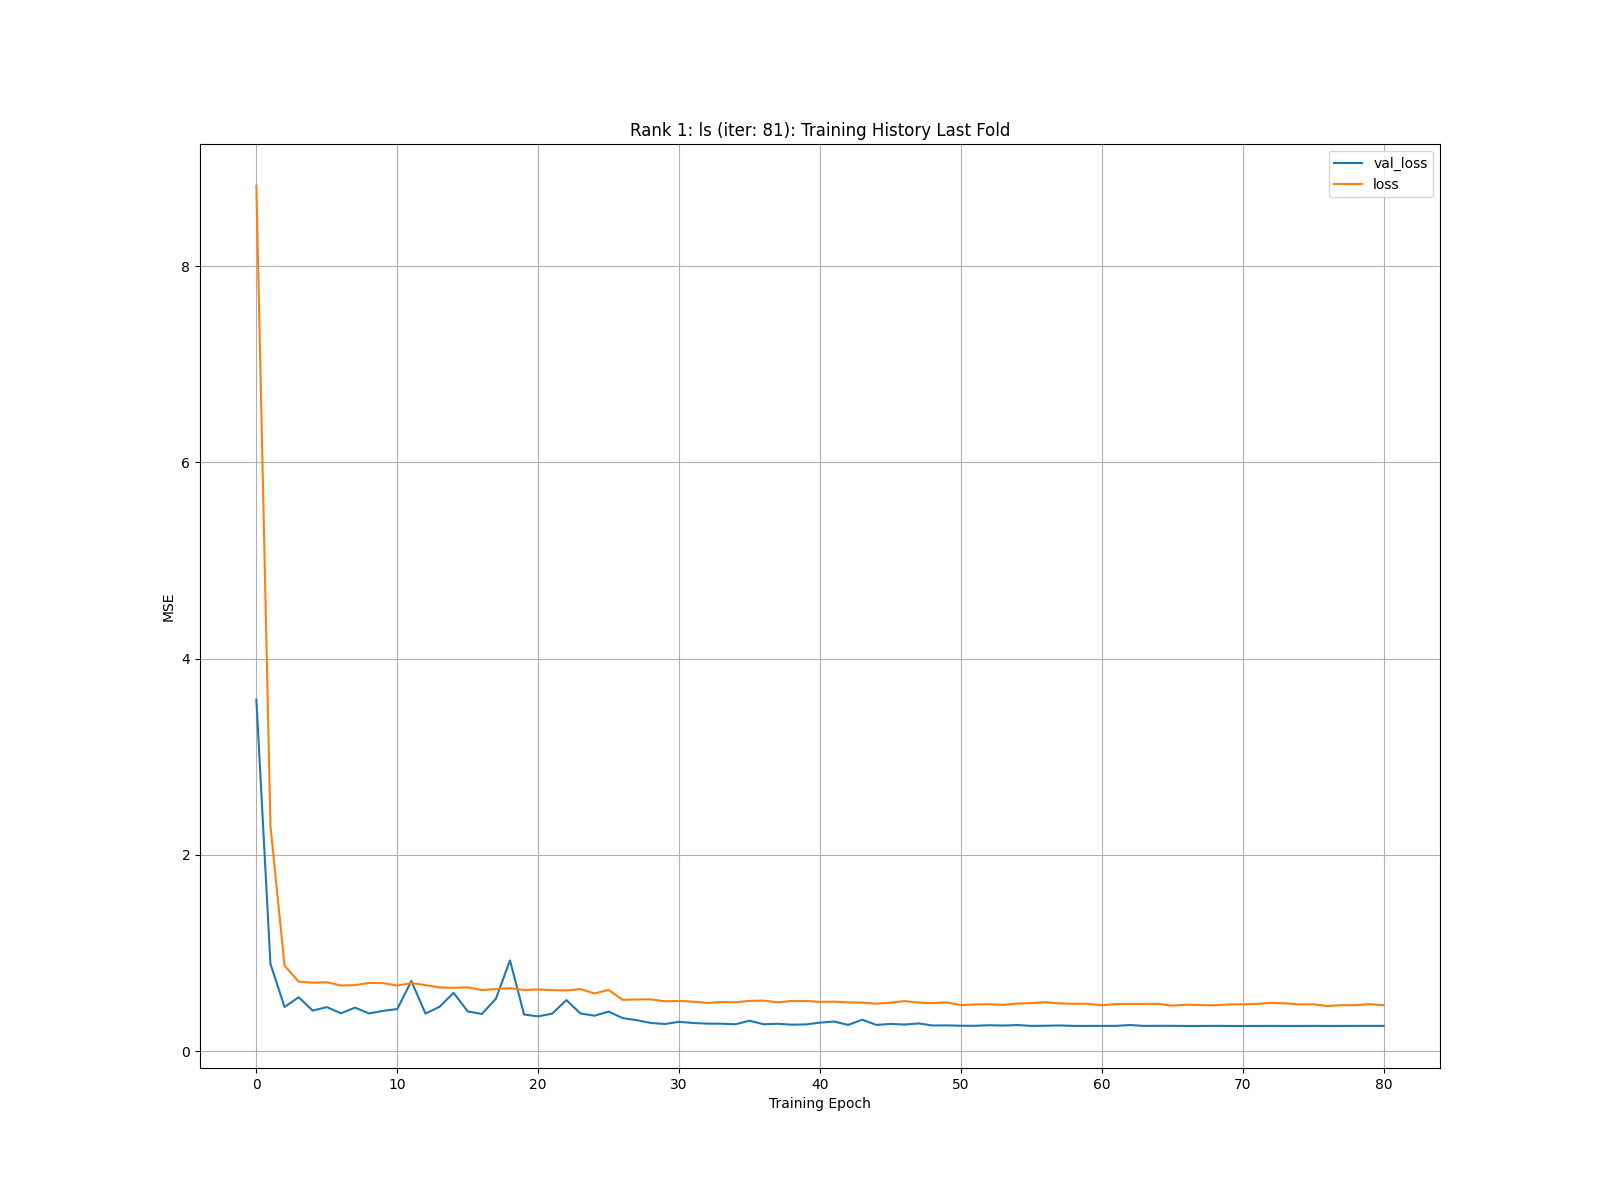 Rank 1: ls (iter: 81): Training History Last Fold
val_loss
loss
8
6
4
2
0
MSE
0 10 20 30 40 50 60 70 80
Training Epoch